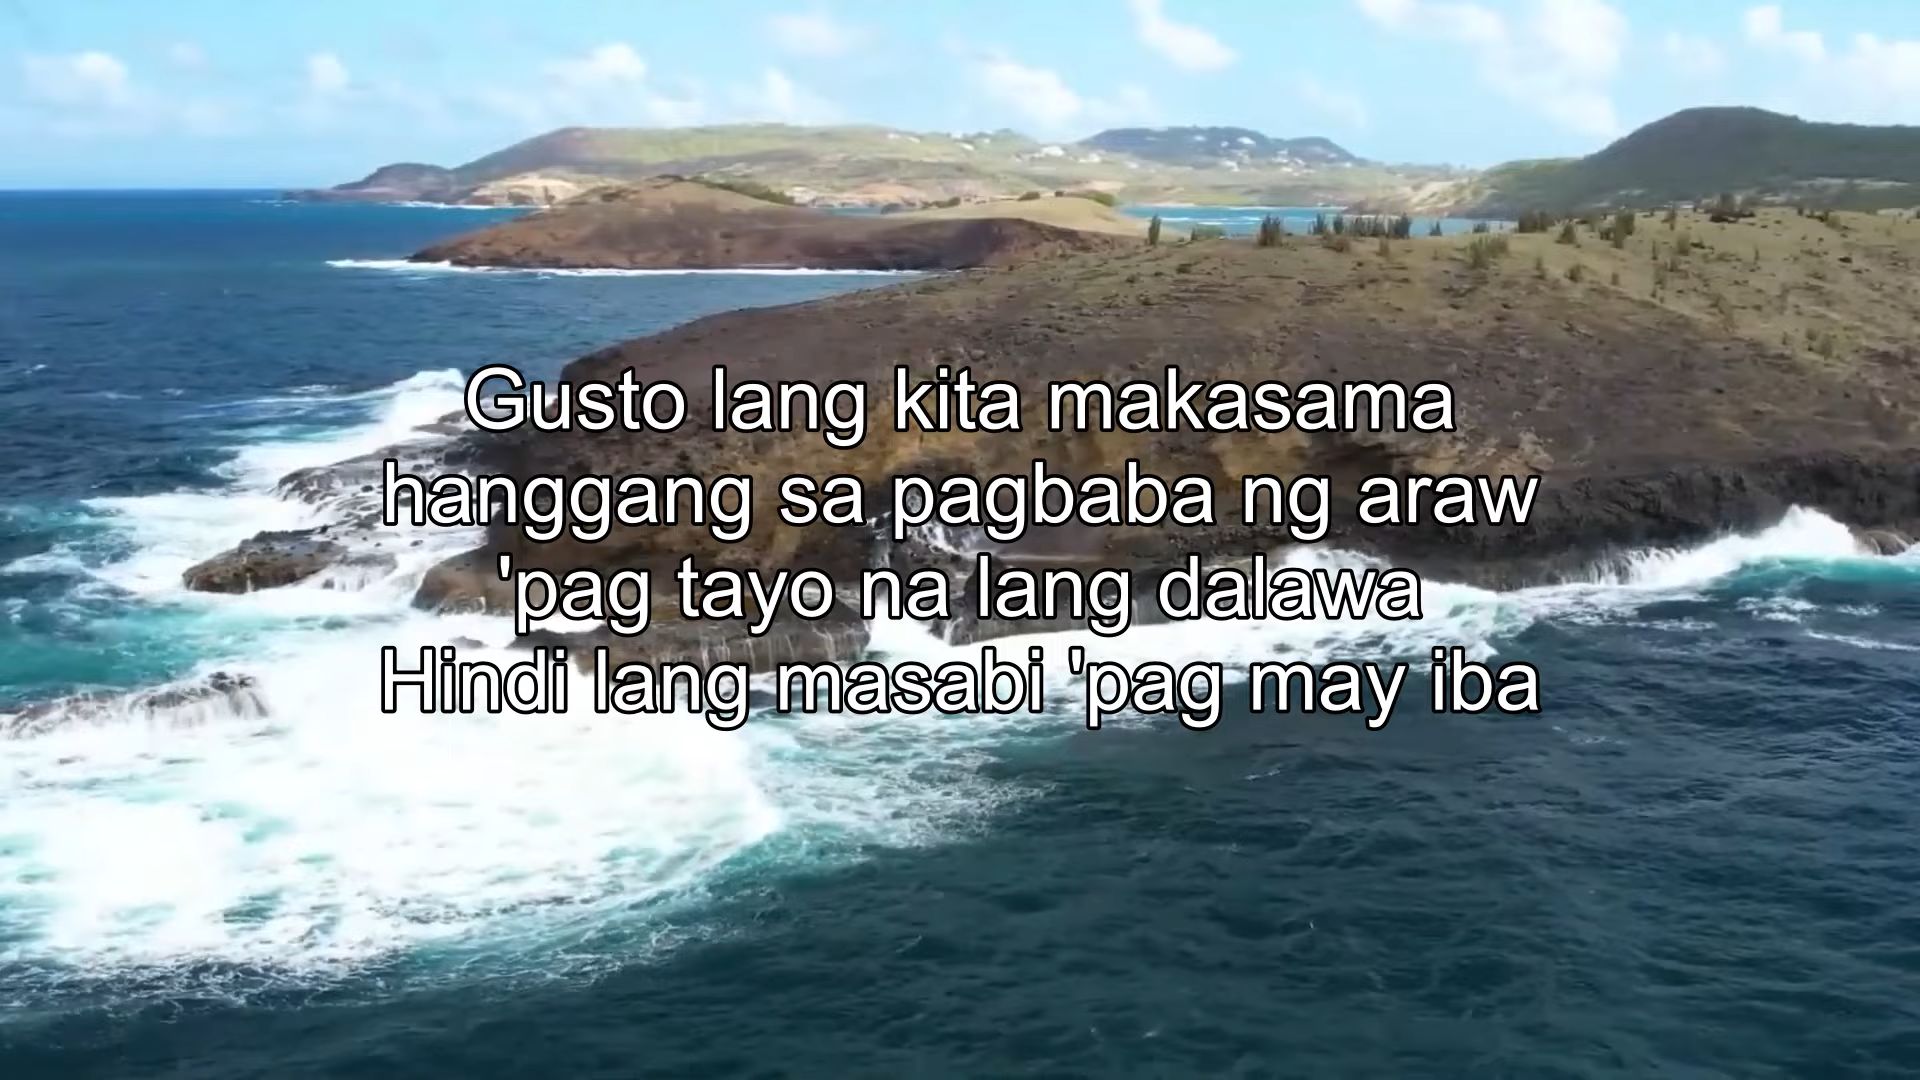 Gusto lang kita makasama
hanggang sa pagbaba ng araw
'pag tayo na lang dalawa
Hindi lang masabi 'pag may iba